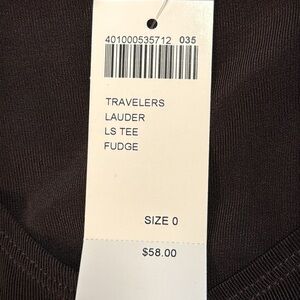 401000535712 035
TRAVELERS
LAUDER
LS TEE
FUDGE
SIZE 0
$58.00